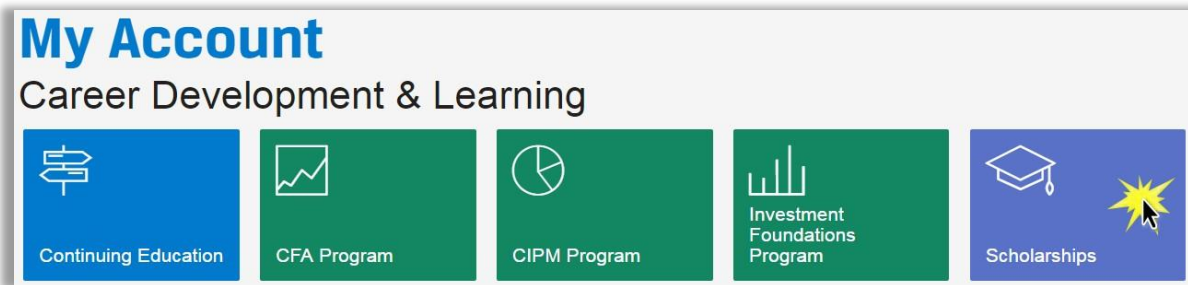 My Account
Career Development & Learning
Continuing Education
CFA Program
CIPM Program
Investment
Foundations
Program
Scholarships